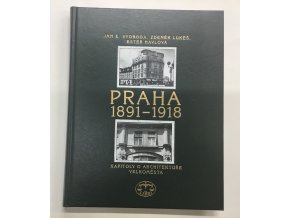 JAN E. SVOBODA, ZDENĚK LUKEŠ,
ESTER HAVLOVÁ
PRAHA
1891–1918
KAPITOLY O ARCHITEKTUŘE
VELKOMĚSTA